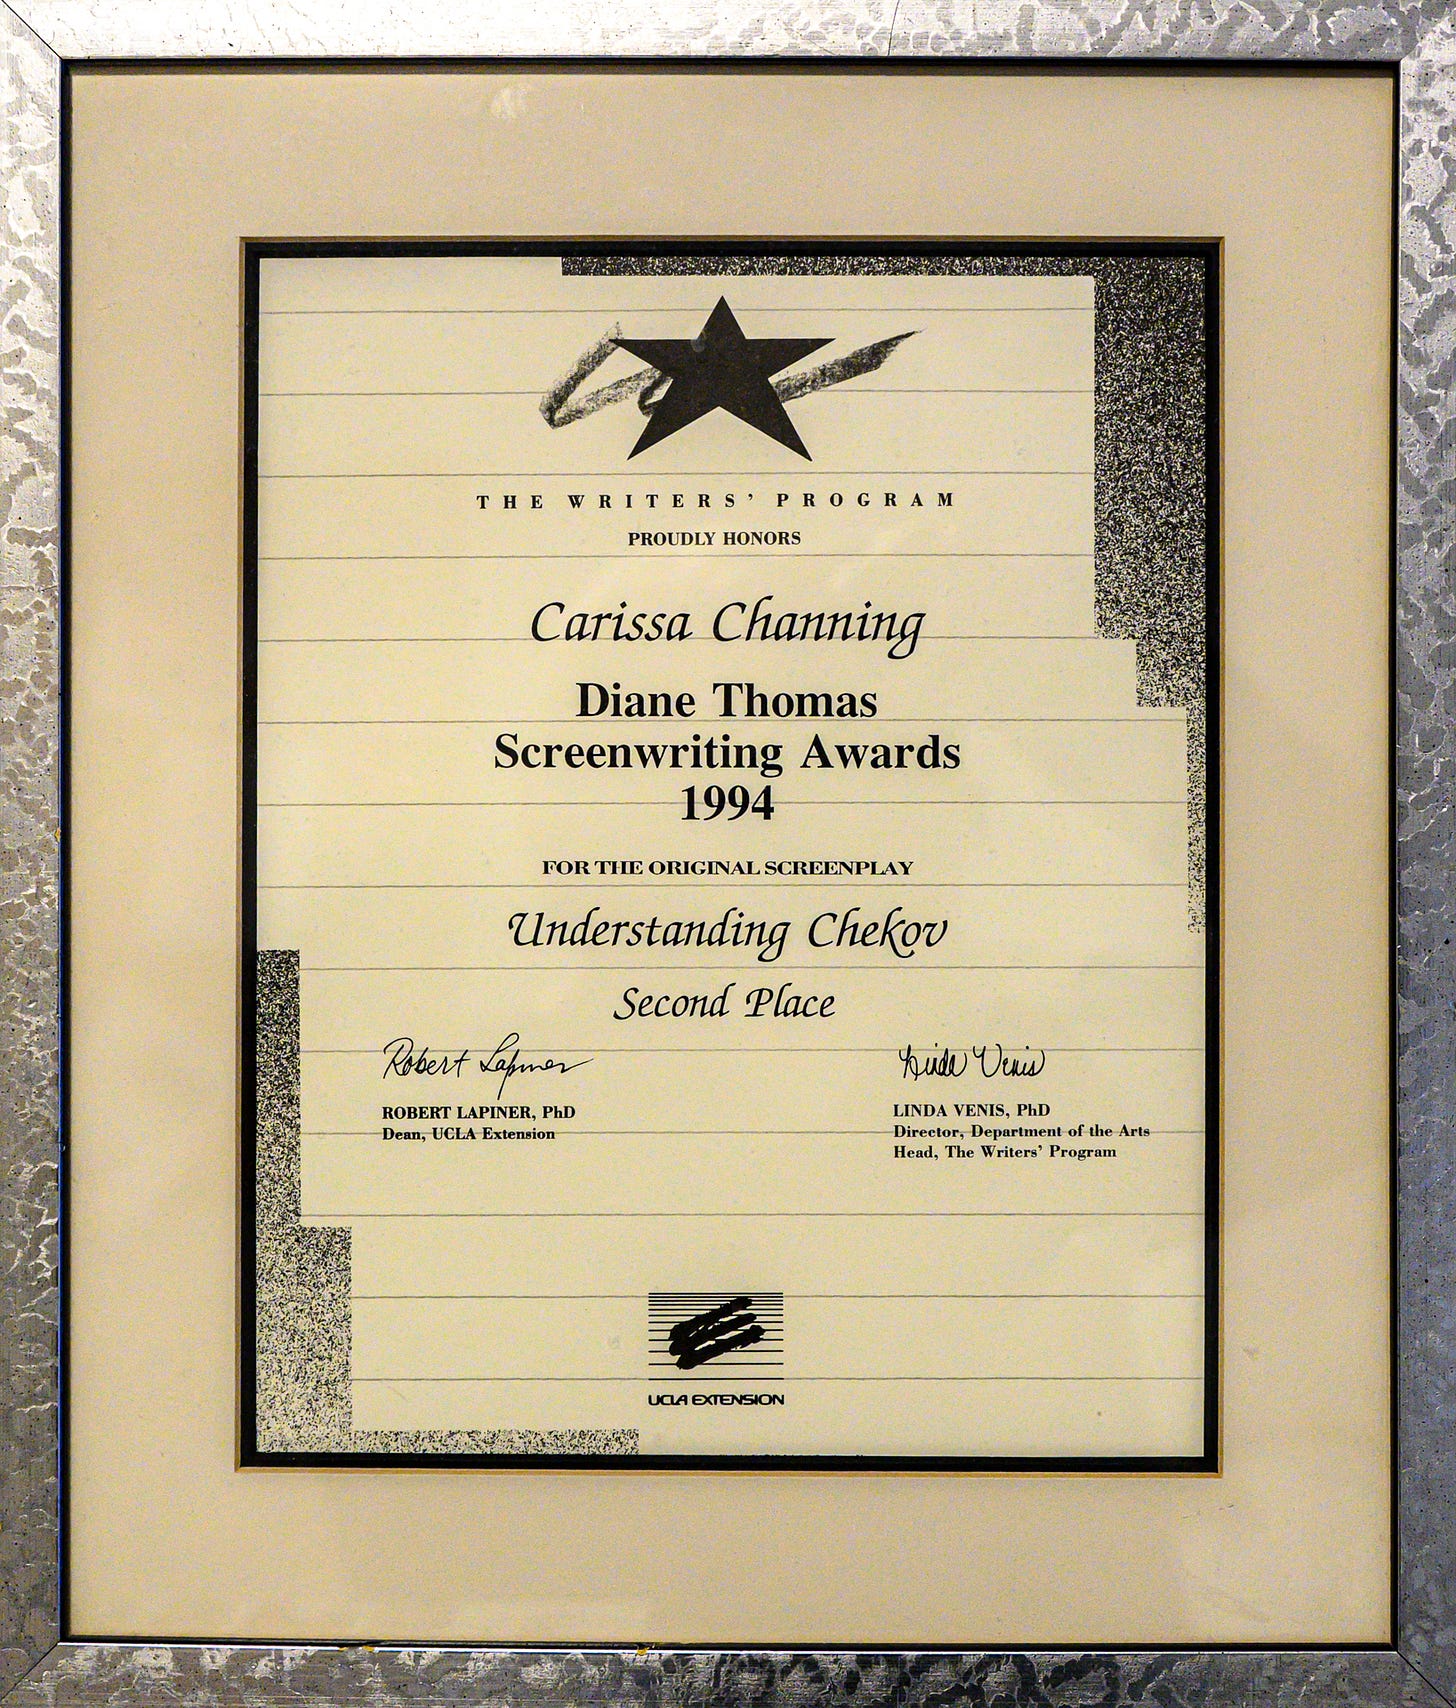 THE WRITERS' PROGRAM
PROUDLY HONORS
Carissa Channing
Diane Thomas
Screenwriting Awards
1994
FOR THE ORIGINAL SCREENPLAY
Understanding Chekov
Second Place
Robert Lapiner
Linda Venis
ROBERT LAPINER, PhD
Dean, UCLA Extension
LINDA VENIS, PhD
Director, Department of the Arts
Head, The Writers' Program
UCLA EXTENSION